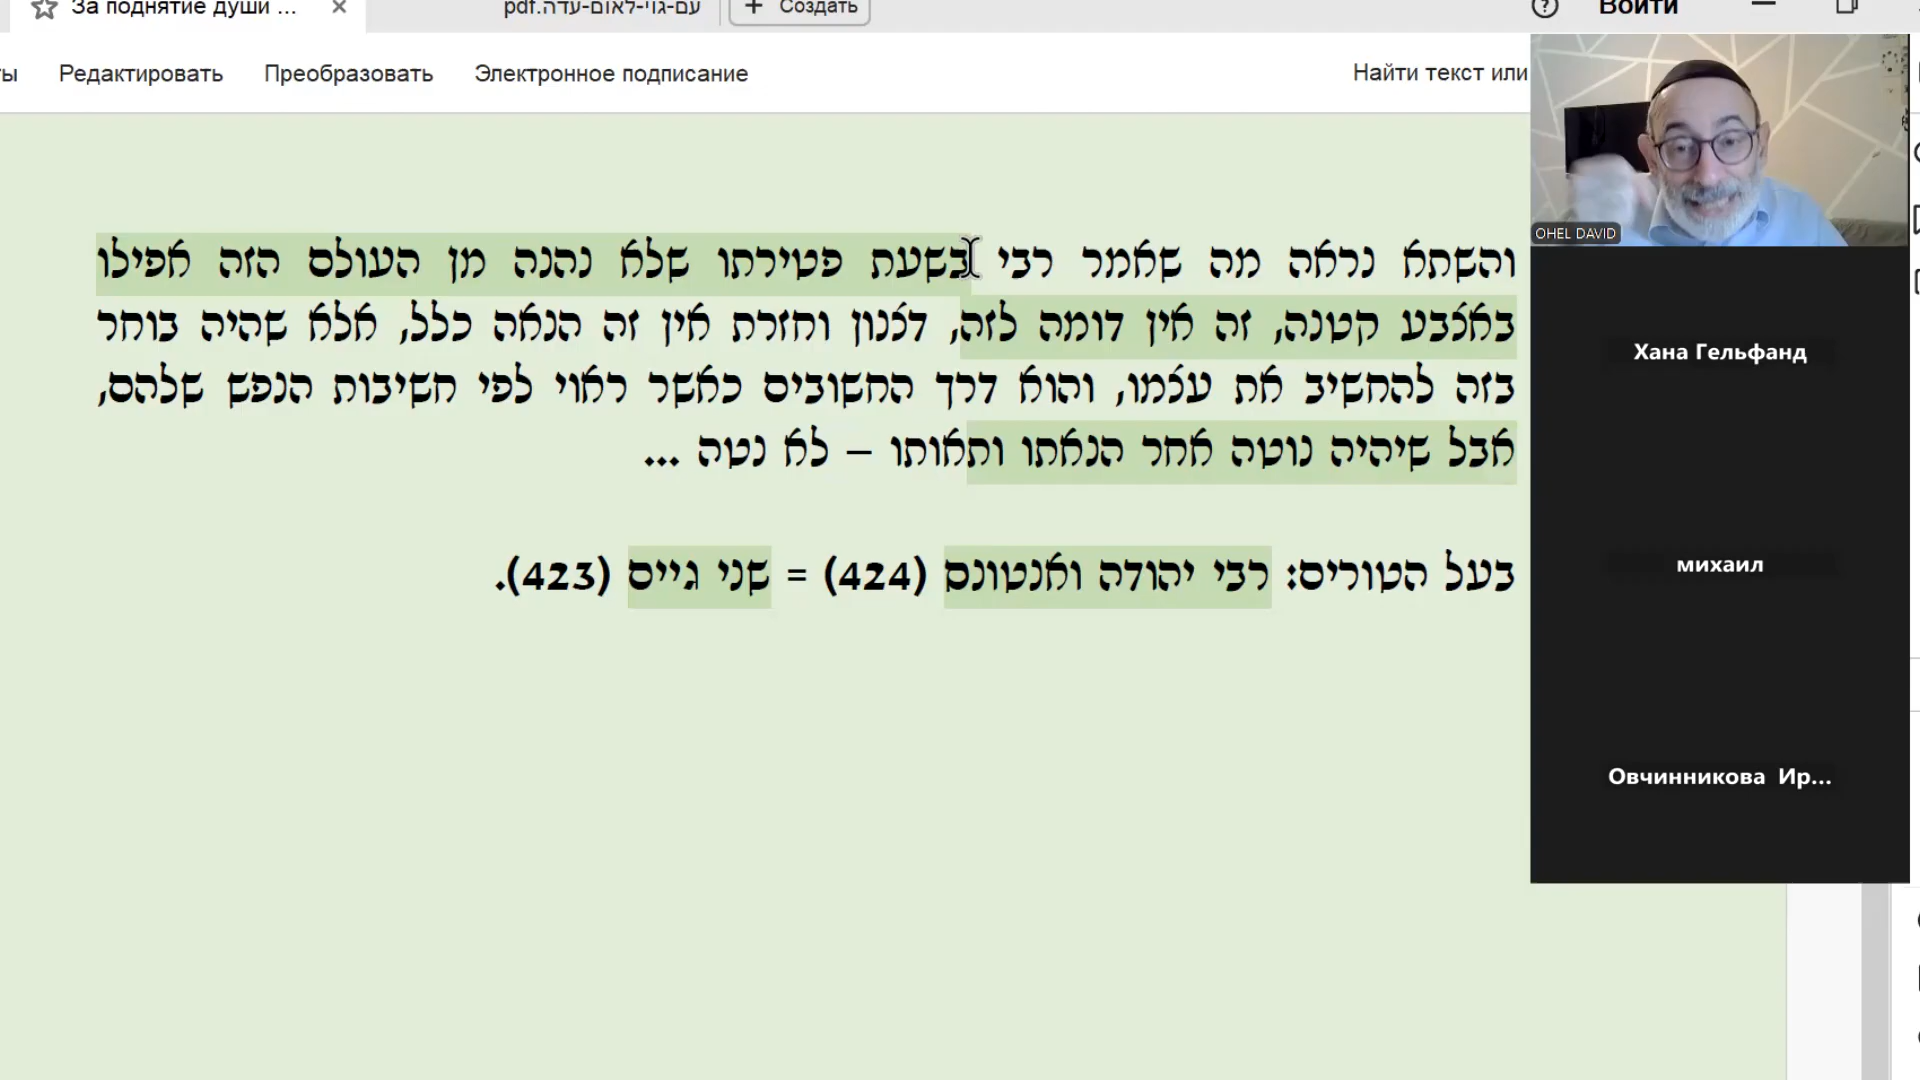 За поднятие души ...
עם-גוי-לאום-עדה.pdf
Создать
Войти
ты Редактировать Преобразовать Электронное подписание
Найти текст или
OHEL DAVID
והשתא נראה מה שאמר רבי בשעת פטירתו שלא נהנה מן העולם הזה אפילו
באצבע קטנה, זה אין דומה לזה, דצנון וחזרת אין זה הנאה כלל, אלא שהיה בוחר
בזה להחשיב את עצמו, והוא דרך החשובים כאשר ראוי לפי חשיבות הנפש שלהם,
אבל שיהיה נוטה אחר הנאתו ותאותו – לא נטה ...
בעל הטורים: רבי יהודה ואנטונס (424) = שני גיים (423).
Хана Гельфанд
михаил
Овчинникова Ир...